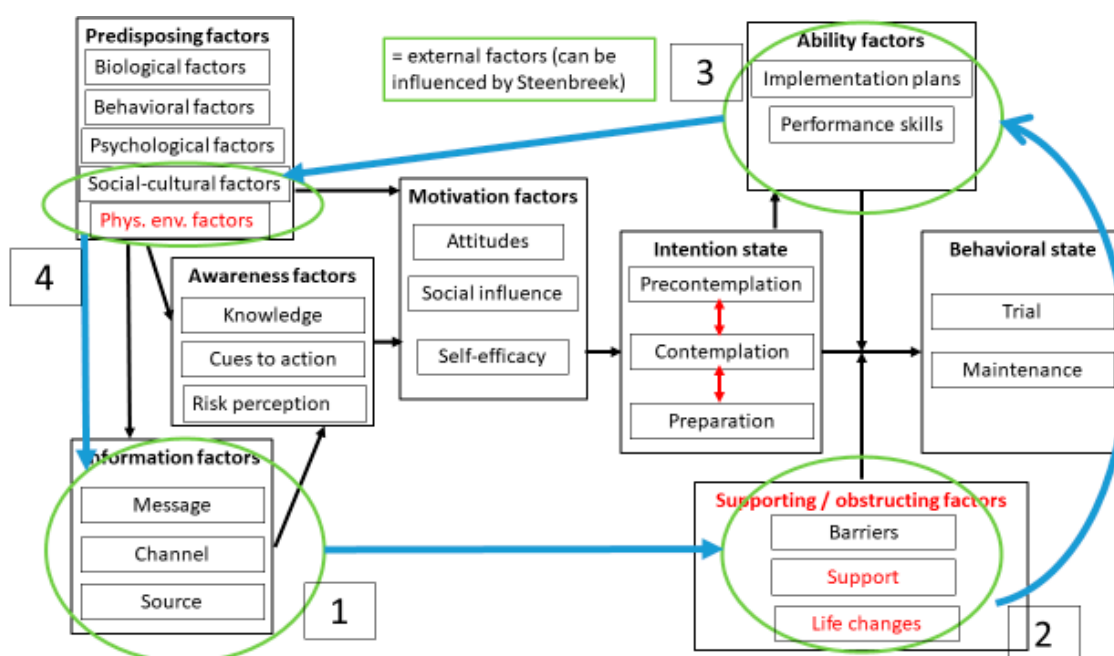 Predisposing factors
Biological factors
Behavioral factors
Psychological factors
Social-cultural factors
Phys. env. factors
= external factors (can be
influenced by Steenbreek)
3
Ability factors
Implementation plans
Performance skills
4
Awareness factors
Knowledge
Cues to action
Risk perception
Motivation factors
Attitudes
Social influence
Self-efficacy
Intention state
Precontemplation
Contemplation
Preparation
Behavioral state
Trial
Maintenance
Information factors
Message
Channel
Source
1
Supporting / obstructing factors
Barriers
Support
Life changes
2